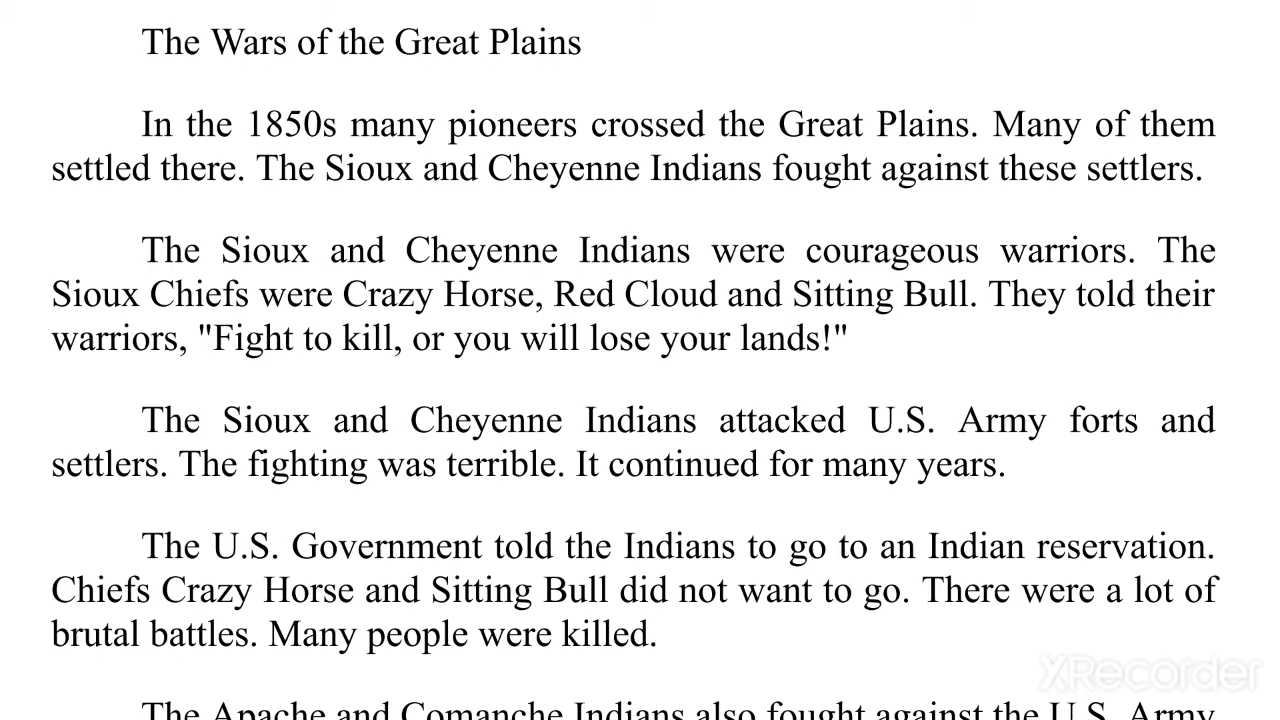 The Wars of the Great Plains
In the 1850s many pioneers crossed the Great Plains. Many of them
settled there. The Sioux and Cheyenne Indians fought against these settlers.
The Sioux and Cheyenne Indians were courageous warriors. The
Sioux Chiefs were Crazy Horse, Red Cloud and Sitting Bull. They told their
warriors, "Fight to kill, or you will lose your lands!"
The Sioux and Cheyenne Indians attacked U.S. Army forts and
settlers. The fighting was terrible. It continued for many years.
The U.S. Government told the Indians to go to an Indian reservation.
Chiefs Crazy Horse and Sitting Bull did not want to go. There were a lot of
brutal battles. Many people were killed.
XRecorder
The Apache and Comanche Indians also fought against the U.S. Army